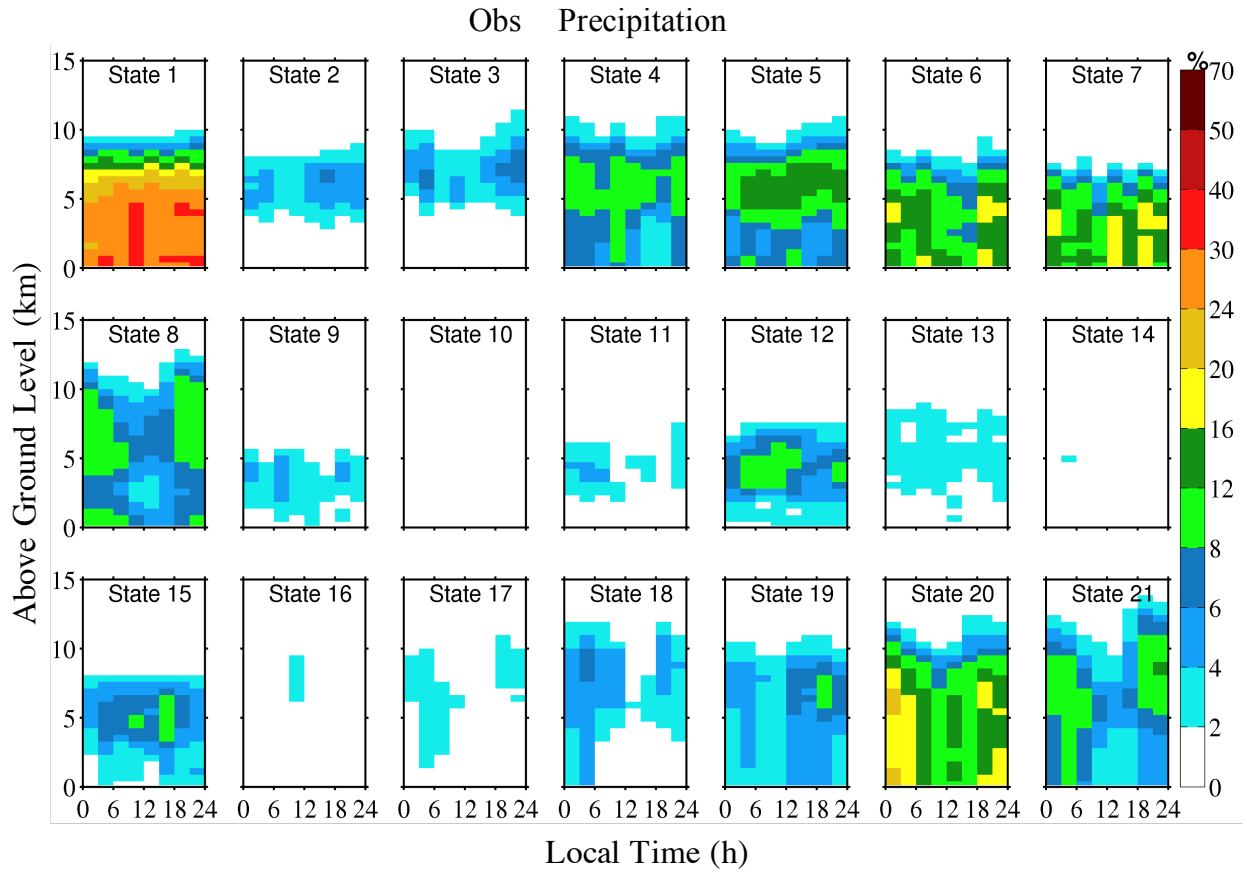 Obs Precipitation
%
15 State 1 State 2 State 3 State 4 State 5 State 6 State 7 70
10 50
5 40
0 30
15 State 8 State 9 State 10 State 11 State 12 State 13 State 14 24
10 20
5 16
0 12
15 State 15 State 16 State 17 State 18 State 19 State 20 State 21 8
10 6
5 4
2
0 0
0 6 12 18 24 0 6 12 18 24 0 6 12 18 24 0 6 12 18 24 0 6 12 18 24 0 6 12 18 24 0 6 12 18 24
Above Ground Level (km)
Local Time (h)